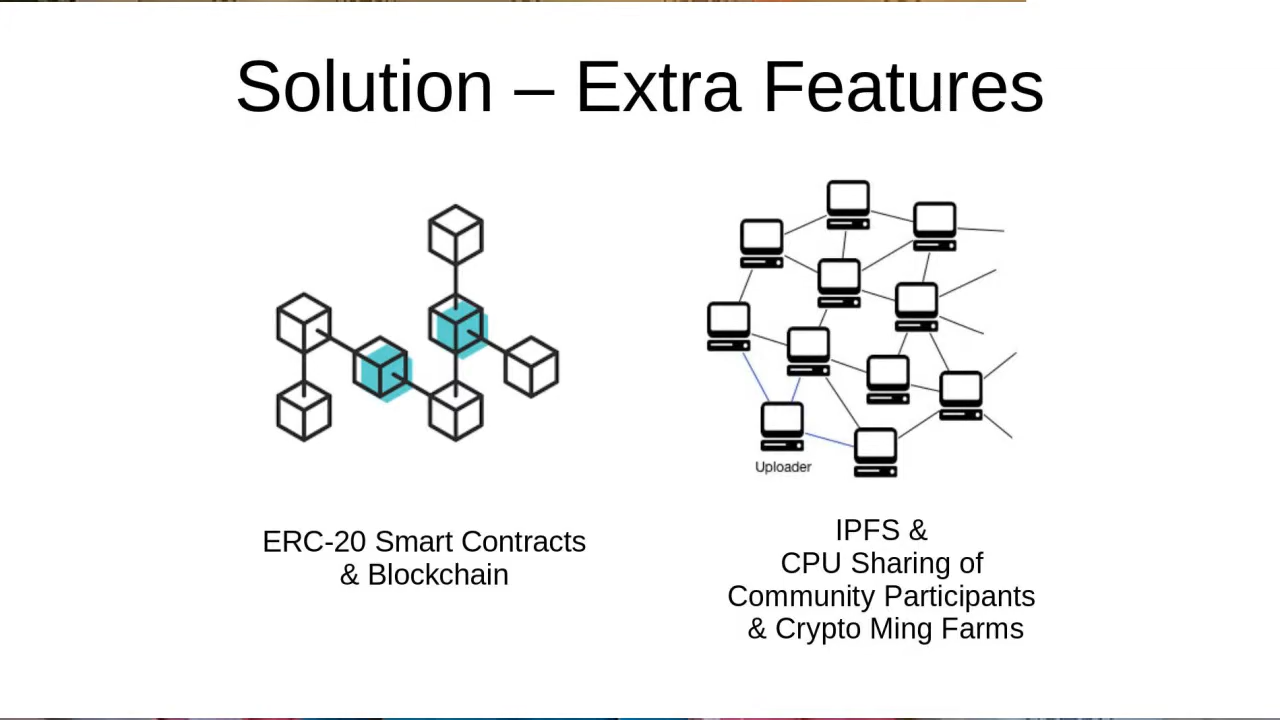 Solution – Extra Features
Uploader
ERC-20 Smart Contracts
& Blockchain
IPFS &
CPU Sharing of
Community Participants
& Crypto Ming Farms